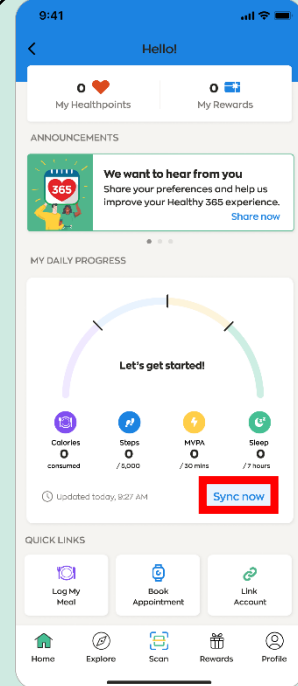 9:41
Hello!
0
0
My Healthpoints
My Rewards
ANNOUNCEMENTS
365
We want to hear from you
Share your preferences and help us
improve your Healthy 365 experience.
Share now
MY DAILY PROGRESS
Let's get started!
Calories
0
consumed
Steps
0
/ 5,000
MVPA
0
/ 30 mins
Sleep
0
/ 7 hours
Updated today, 9:27 AM
Sync now
QUICK LINKS
Log My
Meal
Book
Appointment
Link
Account
Home
Explore
Scan
Rewards
Profile